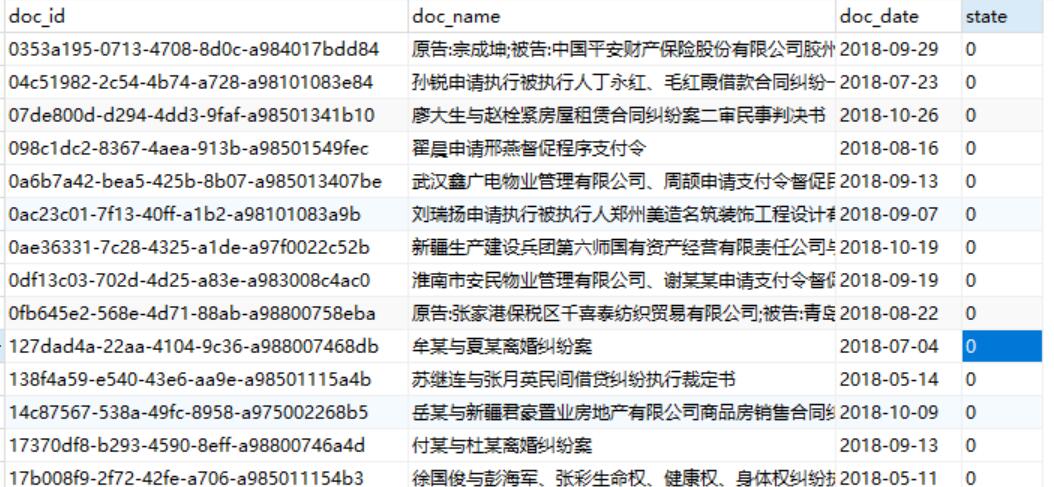 doc_id doc_name doc_date state
0353a195-0713-4708-8d0c-a984017bdd84 原告:宗成坤;被告:中国平安财产保险股份有限公司胶州 2018-09-29 0
04c51982-2c54-4b74-a728-a98101083e84 孙锐申请执行被执行人丁永红、毛红霞借款合同纠纷一 2018-07-23 0
07de800d-d294-4dd3-9faf-a98501341b10 廖大生与赵栓紧房屋租赁合同纠纷案二审民事判决书 2018-10-26 0
098c1dc2-8367-4aea-913b-a98501549fec 翟晨申请邢燕督促程序支付令 2018-08-16 0
0a6b7a42-bea5-425b-8b07-a985013407be 武汉鑫广电物业管理有限公司、周颉申请支付令督促 2018-09-13 0
0ac23c01-7f13-40ff-a1b2-a98101083a9b 刘瑞扬申请执行被执行人郑州美造名筑装饰工程设计有 2018-09-07 0
0ae36331-7c28-4325-a1de-a97f0022c52b 新疆生产建设兵团第六师国有资产经营有限责任公司与 2018-10-19 0
0df13c03-702d-4d25-a83e-a983008c4ac0 淮南市安民物业管理有限公司、谢某某申请支付令督促 2018-09-19 0
0fb645e2-568e-4d71-88ab-a98800758eba 原告:张家港保税区千喜泰纺织贸易有限公司;被告:青岛 2018-08-22 0
127dad4a-22aa-4104-9c36-a988007468db 牟某与夏某离婚纠纷案 2018-07-04 0
138f4a59-e540-43e6-aa9e-a98501115a4b 苏继连与张月英民间借贷纠纷执行裁定书 2018-05-14 0
14c87567-538a-49fc-8958-a975002268b5 岳某与新疆君豪置业房地产有限公司商品房销售合同纠 2018-10-09 0
17370df8-b293-4590-8eff-a98800746a4d 付某与杜某离婚纠纷案 2018-09-13 0
17b008f9-2f72-42fe-a706-a985011154b3 徐国俊与彭海军、张彩生命权、健康权、身体权纠纷执 2018-05-11 0